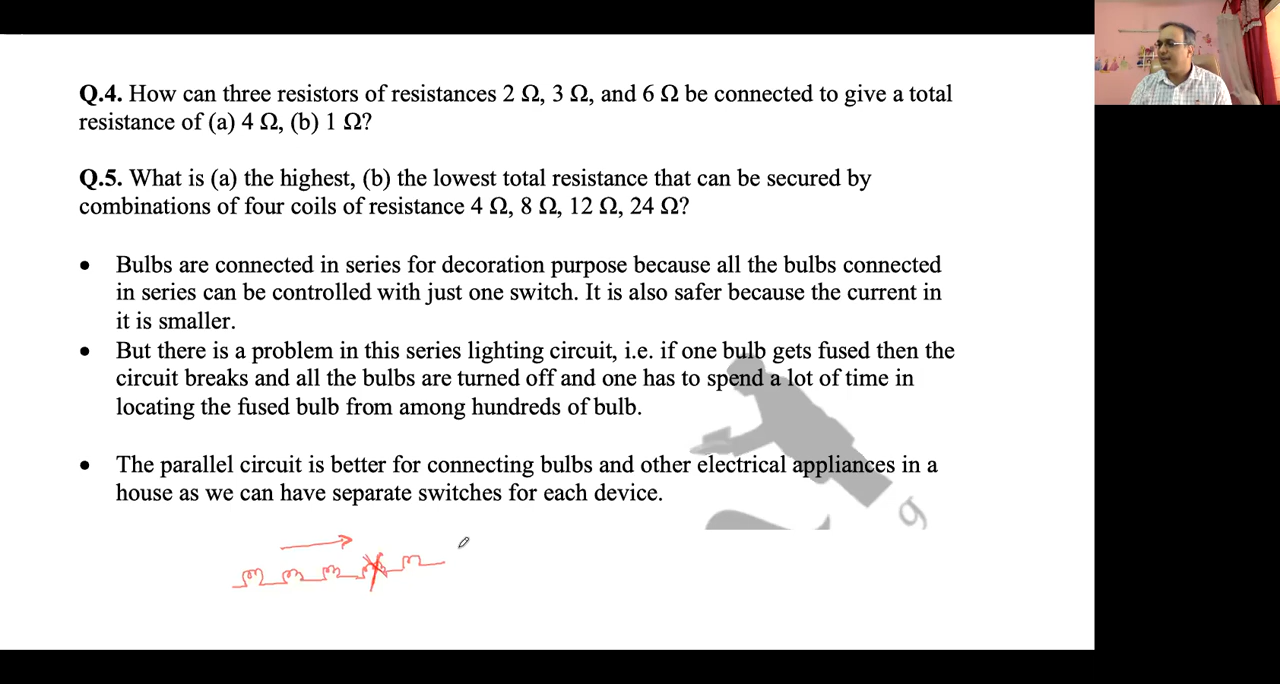 Q.4. How can three resistors of resistances 2 Ω, 3 Ω, and 6 Ω be connected to give a total
resistance of (a) 4 Ω, (b) 1 Ω?
Q.5. What is (a) the highest, (b) the lowest total resistance that can be secured by
combinations of four coils of resistance 4 Ω, 8 Ω, 12 Ω, 24 Ω?
• Bulbs are connected in series for decoration purpose because all the bulbs connected
in series can be controlled with just one switch. It is also safer because the current in
it is smaller.
• But there is a problem in this series lighting circuit, i.e. if one bulb gets fused then the
circuit breaks and all the bulbs are turned off and one has to spend a lot of time in
locating the fused bulb from among hundreds of bulb.
• The parallel circuit is better for connecting bulbs and other electrical appliances in a
house as we can have separate switches for each device.